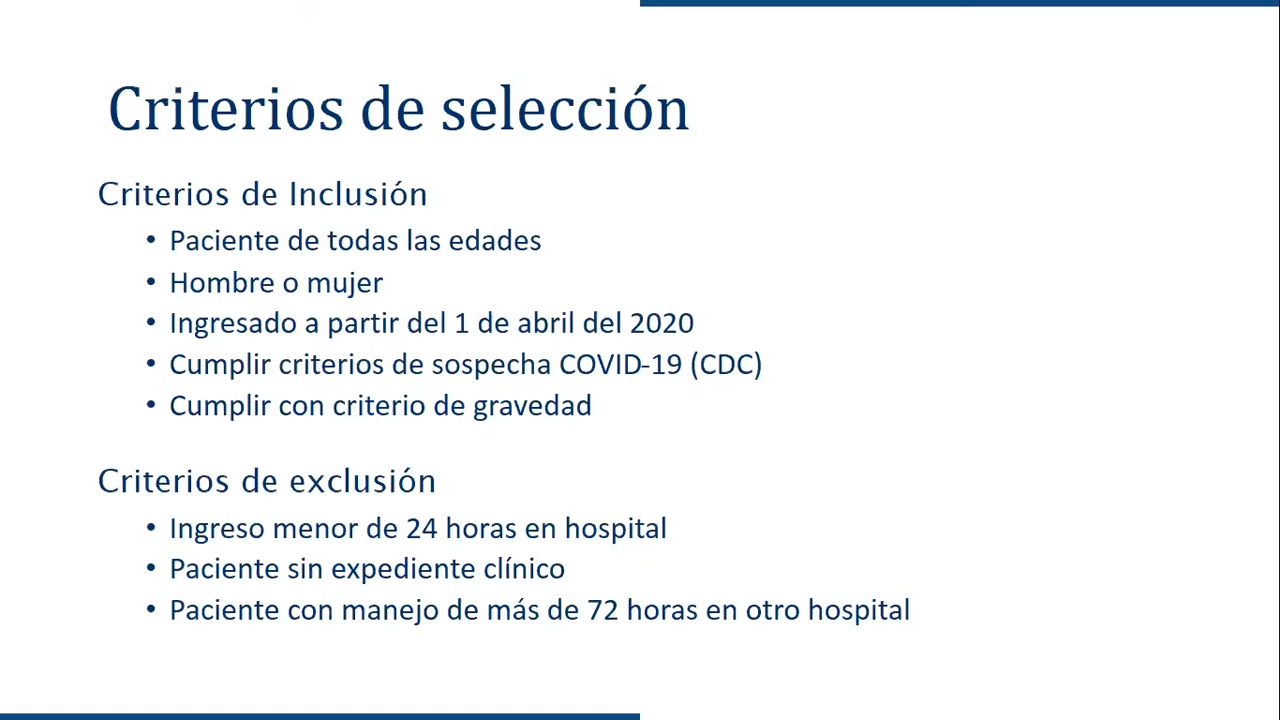 Criterios de selección
Criterios de Inclusión
• Paciente de todas las edades
• Hombre o mujer
• Ingresado a partir del 1 de abril del 2020
• Cumplir criterios de sospecha COVID-19 (CDC)
• Cumplir con criterio de gravedad
Criterios de exclusión
• Ingreso menor de 24 horas en hospital
• Paciente sin expediente clínico
• Paciente con manejo de más de 72 horas en otro hospital